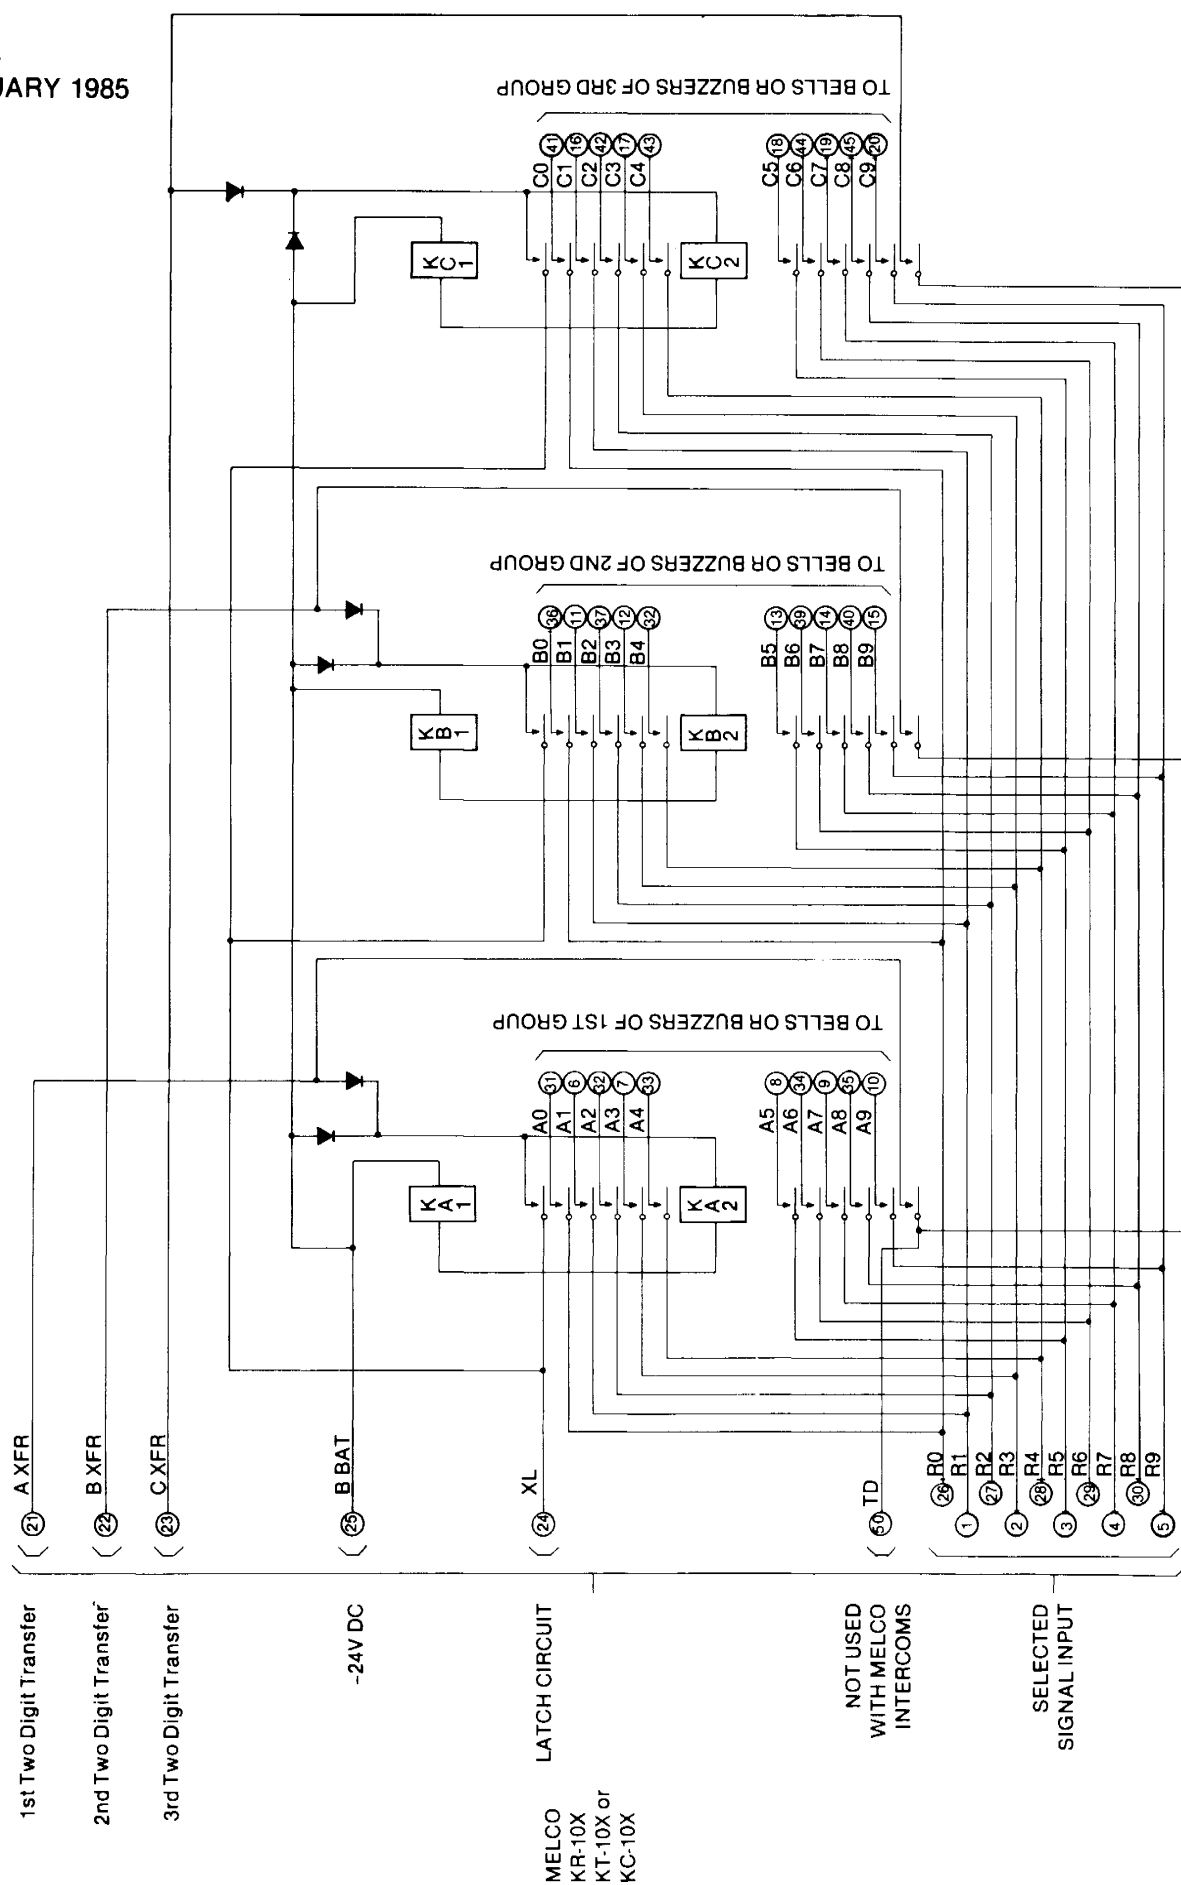 UARY 1985
TO BELLS OR BUZZERS OF 3RD GROUP
C0 41
C1 16
C2 42
C3 17
C4 43
C5 18
C6 44
C7 19
C8 45
C9 20
K C 1
K C 2
TO BELLS OR BUZZERS OF 2ND GROUP
B0 36
B1 11
B2 37
B3 12
B4 32
B5 13
B6 39
B7 14
B8 40
B9 15
K B 1
K B 2
TO BELLS OR BUZZERS OF 1ST GROUP
A0 31
A1 6
A2 32
A3 7
A4 33
A5 8
A6 34
A7 9
A8 35
A9 10
K A 1
K A 2
1st Two Digit Transfer 21 A XFR
2nd Two Digit Transfer 22 B XFR
3rd Two Digit Transfer 23 C XFR
-24V DC 25 B BAT
LATCH CIRCUIT 24 XL
NOT USED
WITH MELCO
INTERCOMS
50 TD
SELECTED
SIGNAL INPUT
26 R0
1 R1
27 R2
2 R3
28 R4
3 R5
29 R6
4 R7
30 R8
5 R9
MELCO
KR-10X
KT-10X or
KC-10X